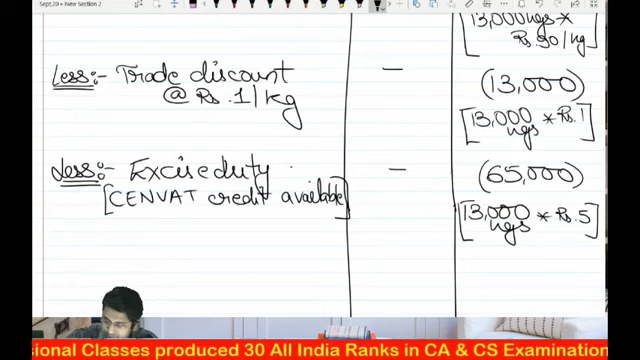 Sept,20 - New Section 2
[13,000 kgs *
Rs.90/kg]
Less:- Trade discount — (13,000)
@ Rs.1/kg [13,000 kgs * Rs.1]
Less:- Excise duty — (65,000)
[CENVAT credit available] [13,000 kgs * Rs.5]
sional Classes produced 30 All India Ranks in CA & CS Examination